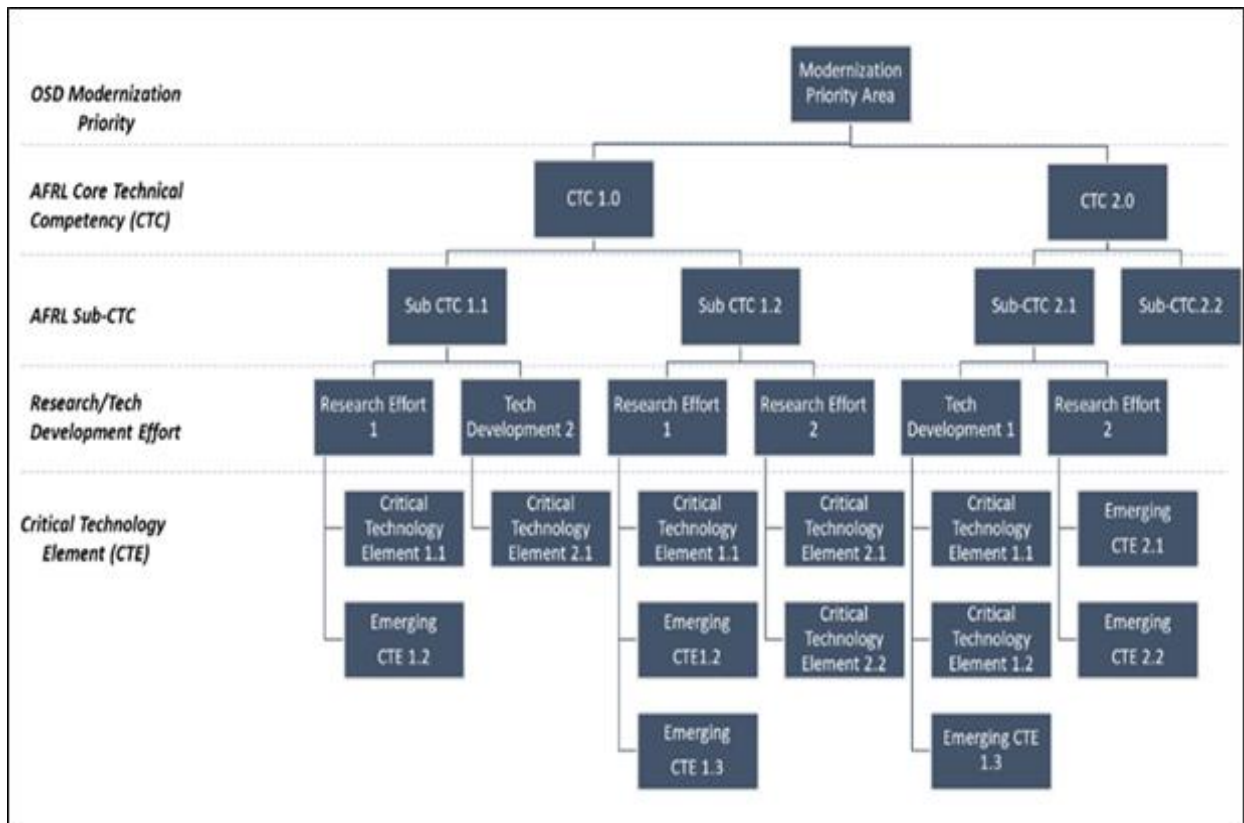 OSD Modernization
Priority
Modernization
Priority Area
AFRL Core Technical
Competency (CTC)
CTC 1.0
CTC 2.0
AFRL Sub-CTC
Sub CTC 1.1
Sub CTC 1.2
Sub-CTC 2.1
Sub-CTC.2.2
Research/Tech
Development Effort
Research Effort
1
Tech
Development 2
Research Effort
1
Research Effort
2
Tech
Development 1
Research Effort
2
Critical Technology
Element (CTE)
Critical
Technology
Element 1.1
Critical
Technology
Element 2.1
Critical
Technology
Element 1.1
Critical
Technology
Element 2.1
Critical
Technology
Element 1.1
Emerging
CTE 2.1
Emerging
CTE 1.2
Emerging
CTE1.2
Critical
Technology
Element 2.2
Critical
Technology
Element 1.2
Emerging
CTE 2.2
Emerging
CTE 1.3
Emerging CTE
1.3